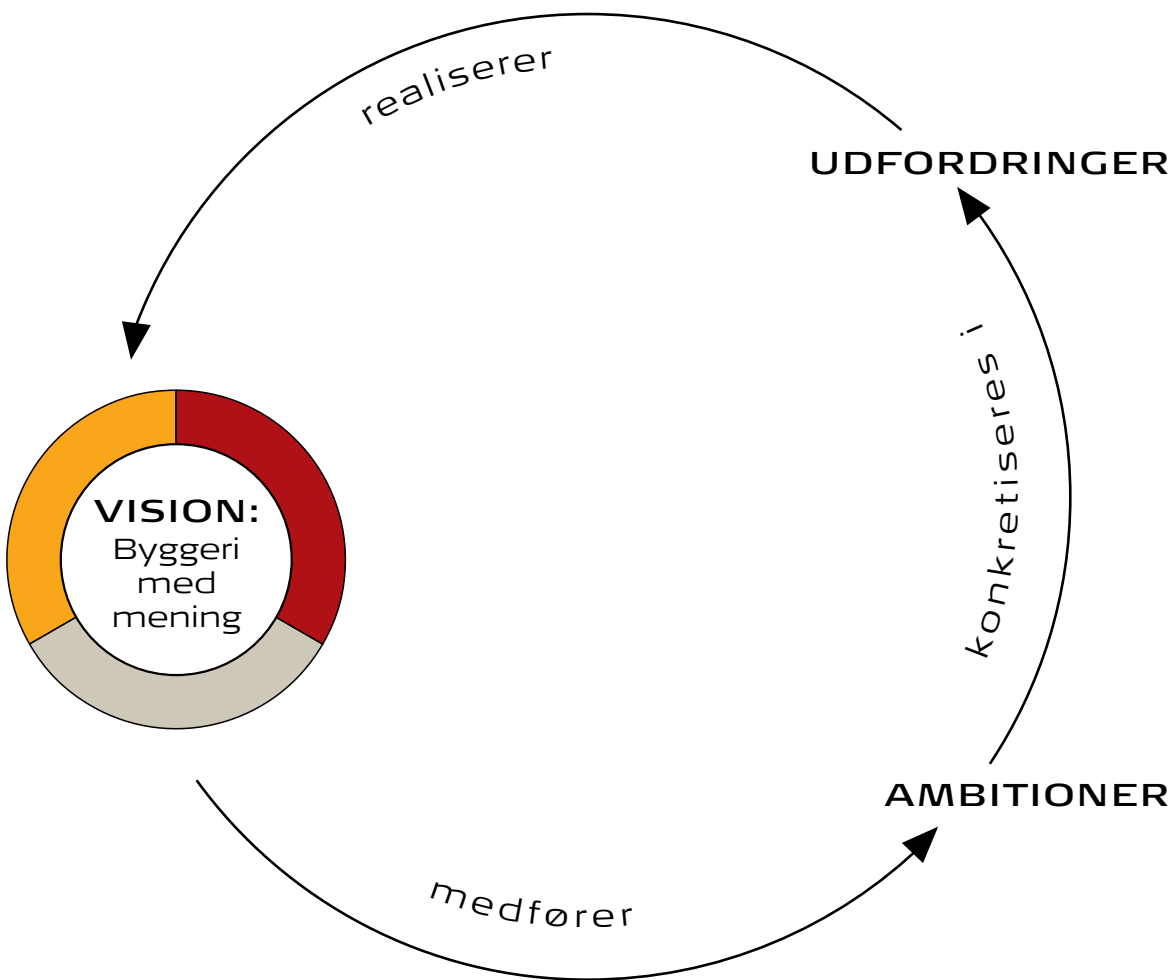 realiserer
UDFORDRINGER
konkretiseres i
VISION:
Byggeri
med
mening
AMBITIONER
medfører